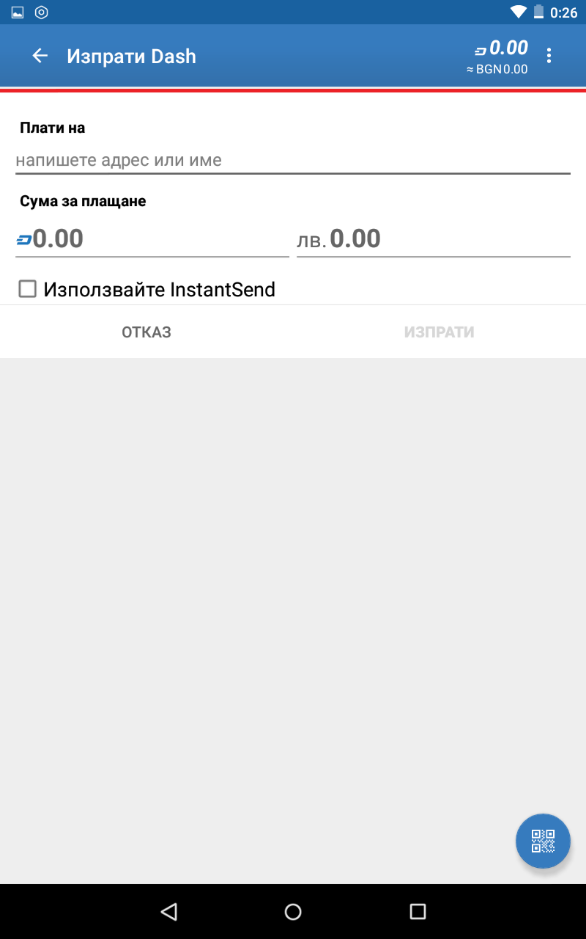 0:26
Изпрати Dash
0.00
≈ BGN 0.00
Плати на
напишете адрес или име
Сума за плащане
0.00
лв. 0.00
Използвайте InstantSend
ОТКАЗ
ИЗПРАТИ